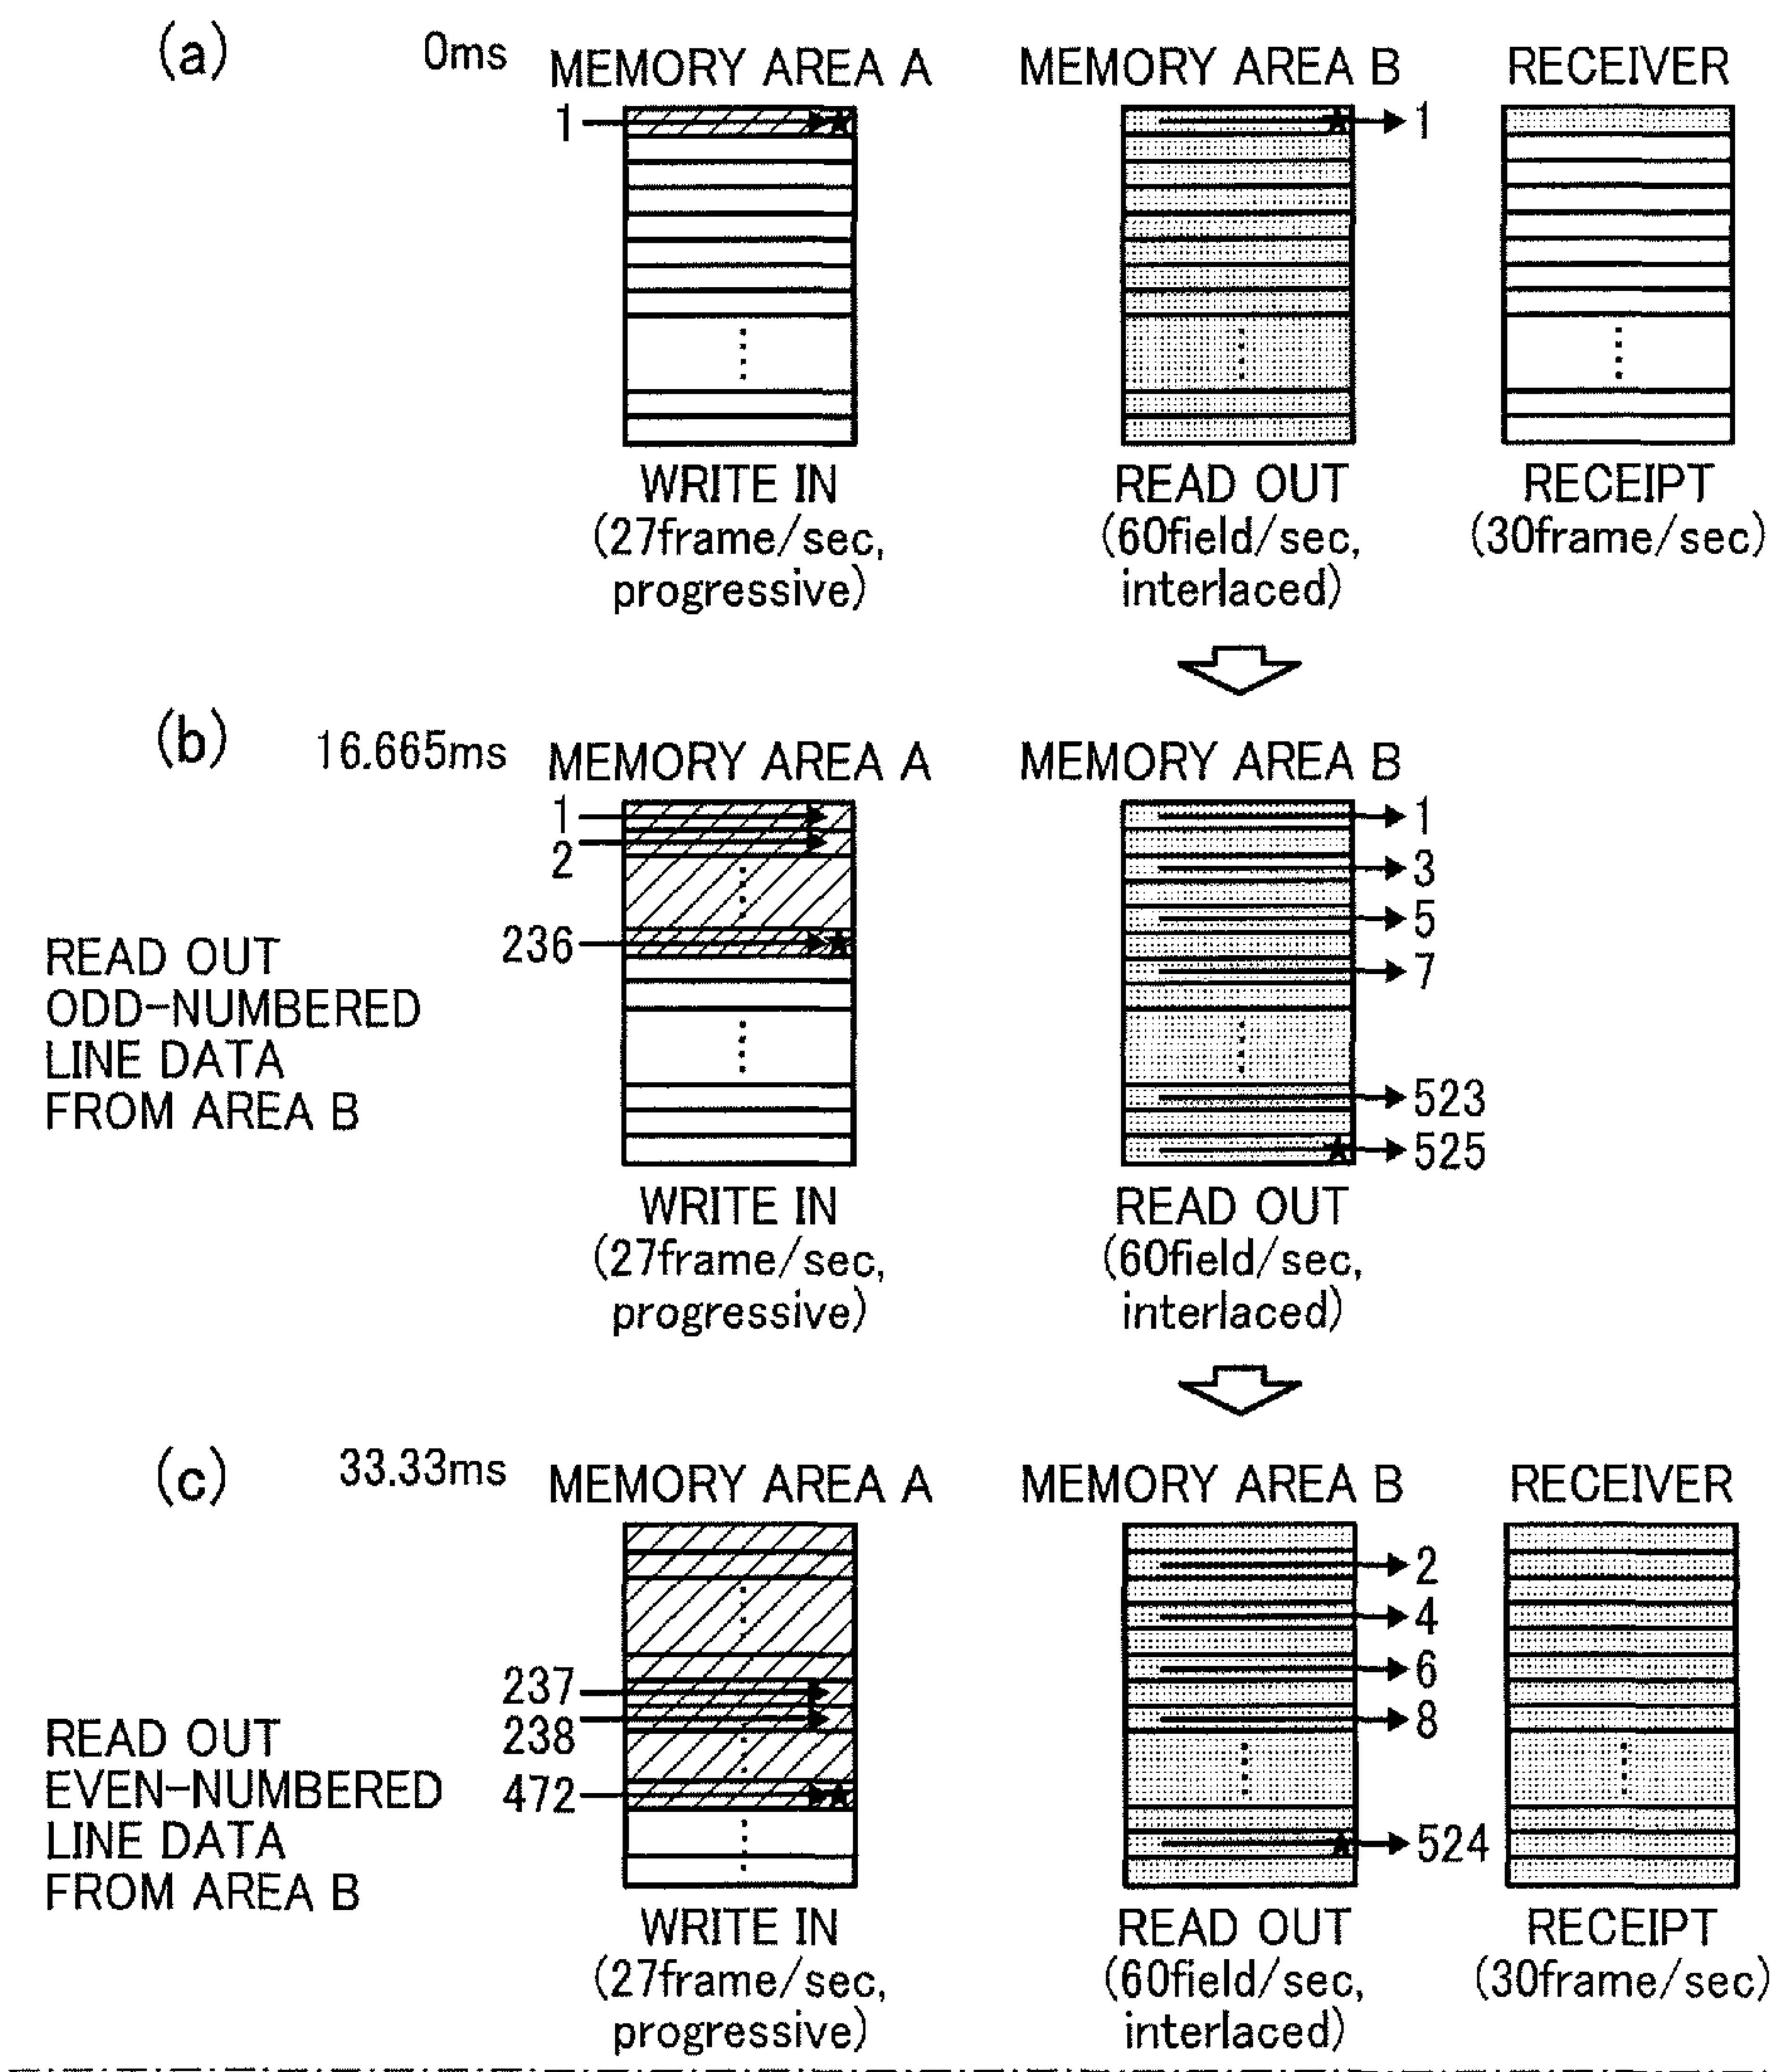 (a)
0ms
MEMORY AREA A
MEMORY AREA B
RECEIVER
1
1
WRITE IN
(27frame/sec,
progressive)
READ OUT
(60field/sec,
interlaced)
RECEIPT
(30frame/sec)
(b)
16.665ms
MEMORY AREA A
MEMORY AREA B
READ OUT
ODD-NUMBERED
LINE DATA
FROM AREA B
1
2
236
1
3
5
7
523
525
WRITE IN
(27frame/sec,
progressive)
READ OUT
(60field/sec,
interlaced)
(c)
33.33ms
MEMORY AREA A
MEMORY AREA B
RECEIVER
READ OUT
EVEN-NUMBERED
LINE DATA
FROM AREA B
237
238
472
2
4
6
8
524
WRITE IN
(27frame/sec,
progressive)
READ OUT
(60field/sec,
interlaced)
RECEIPT
(30frame/sec)